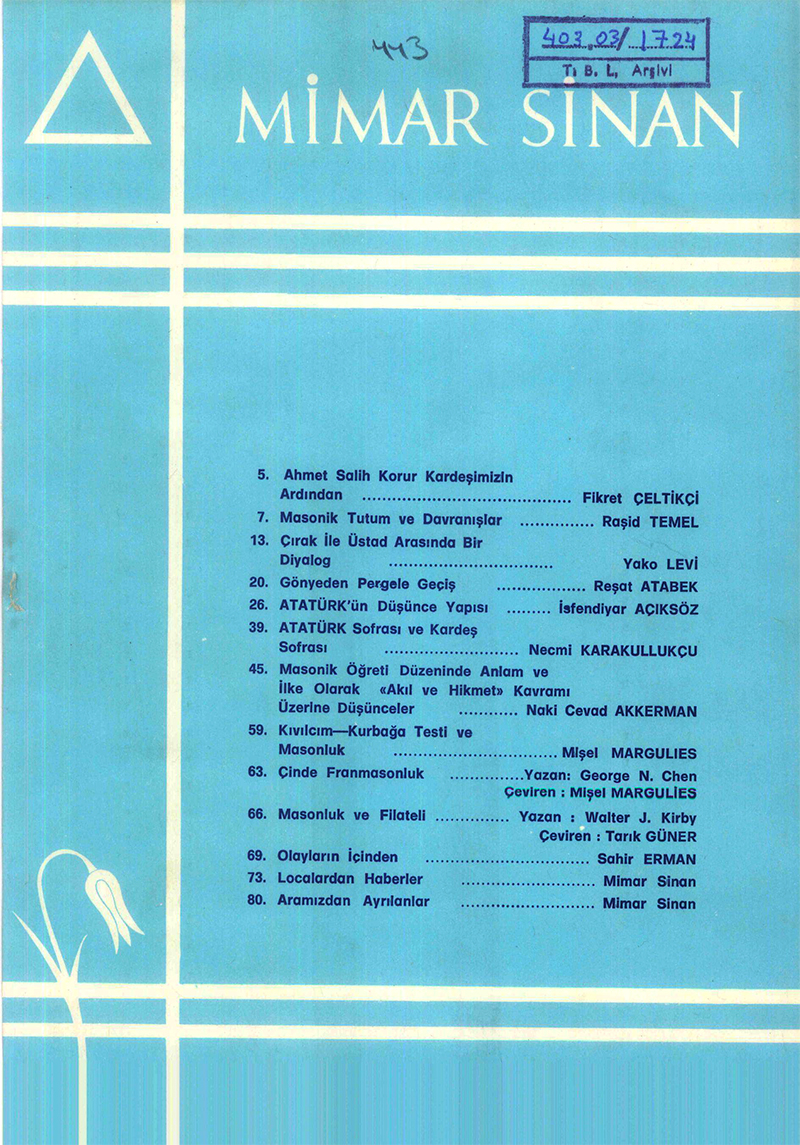 443
403.03/1724
T. B. L. Arşivi
MİMAR SİNAN
5. Ahmet Salih Korur Kardeşimizin
Ardından ........................................ Fikret ÇELTİKÇİ
7. Masonik Tutum ve Davranışlar ............... Raşid TEMEL
13. Çırak İle Üstad Arasında Bir
Diyalog ................................. Yako LEVİ
20. Gönyeden Pergele Geçiş .................. Reşat ATABEK
26. ATATÜRK'ün Düşünce Yapısı ......... İsfendiyar AÇIKSÖZ
39. ATATÜRK Sofrası ve Kardeş
Sofrası ........................... Necmi KARAKULLUKÇU
45. Masonik Öğreti Düzeninde Anlam ve
İlke Olarak «Akıl ve Hikmet» Kavramı
Üzerine Düşünceler ............ Naki Cevad AKKERMAN
59. Kıvılcım—Kurbağa Testi ve
Masonluk ................................. Mişel MARGULIES
63. Çinde Franmasonluk ............... Yazan: George N. Chen
Çeviren : Mişel MARGULİES
66. Masonluk ve Filateli ............... Yazan : Walter J. Kirby
Çeviren : Tarık GÜNER
69. Olayların İçinden ................................. Sahir ERMAN
73. Localardan Haberler ........................... Mimar Sinan
80. Aramızdan Ayrılanlar ........................... Mimar Sinan